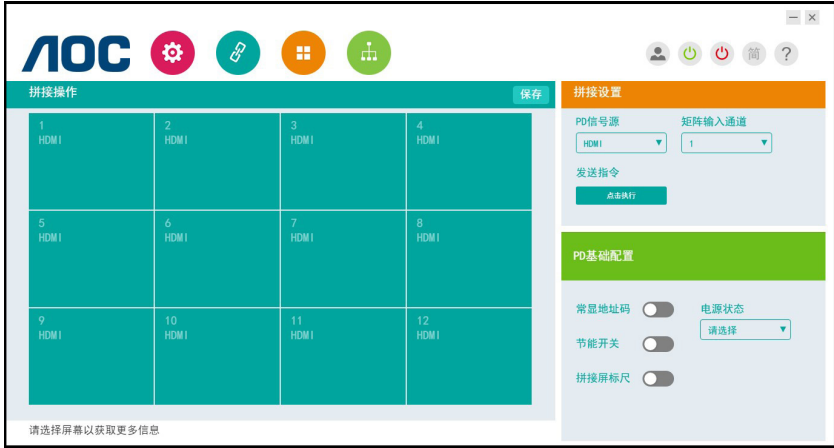 AOC
简
?
拼接操作
保存
1
HDMI
2
HDMI
3
HDMI
4
HDMI
5
HDMI
6
HDMI
7
HDMI
8
HDMI
9
HDMI
10
HDMI
11
HDMI
12
HDMI
请选择屏幕以获取更多信息
拼接设置
PD信号源
矩阵输入通道
HDMI
1
发送指令
点击执行
PD基础配置
常显地址码
电源状态
请选择
节能开关
拼接屏标尺